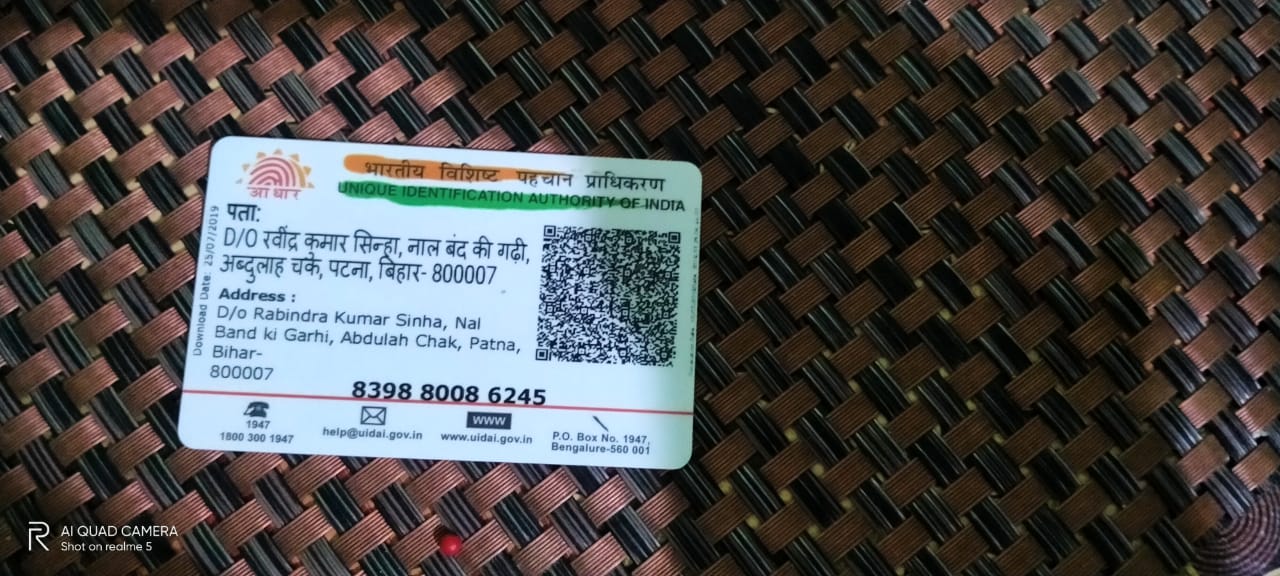 आधार
भारतीय विशिष्ट पहचान प्राधिकरण
UNIQUE IDENTIFICATION AUTHORITY OF INDIA
Download Date: 25/07/2019
पता:
D/O रवींद्र कुमार सिन्हा, नाल बंद की गढ़ी,
अब्दुलाह चके, पटना, बिहार- 800007
Address :
D/o Rabindra Kumar Sinha, Nal
Band ki Garhi, Abdulah Chak, Patna,
Bihar-
800007
8398 8008 6245
1947
1800 300 1947
help@uidai.gov.in
www
www.uidai.gov.in
P.O. Box No. 1947,
Bengalure-560 001
R
AI QUAD CAMERA
Shot on realme 5